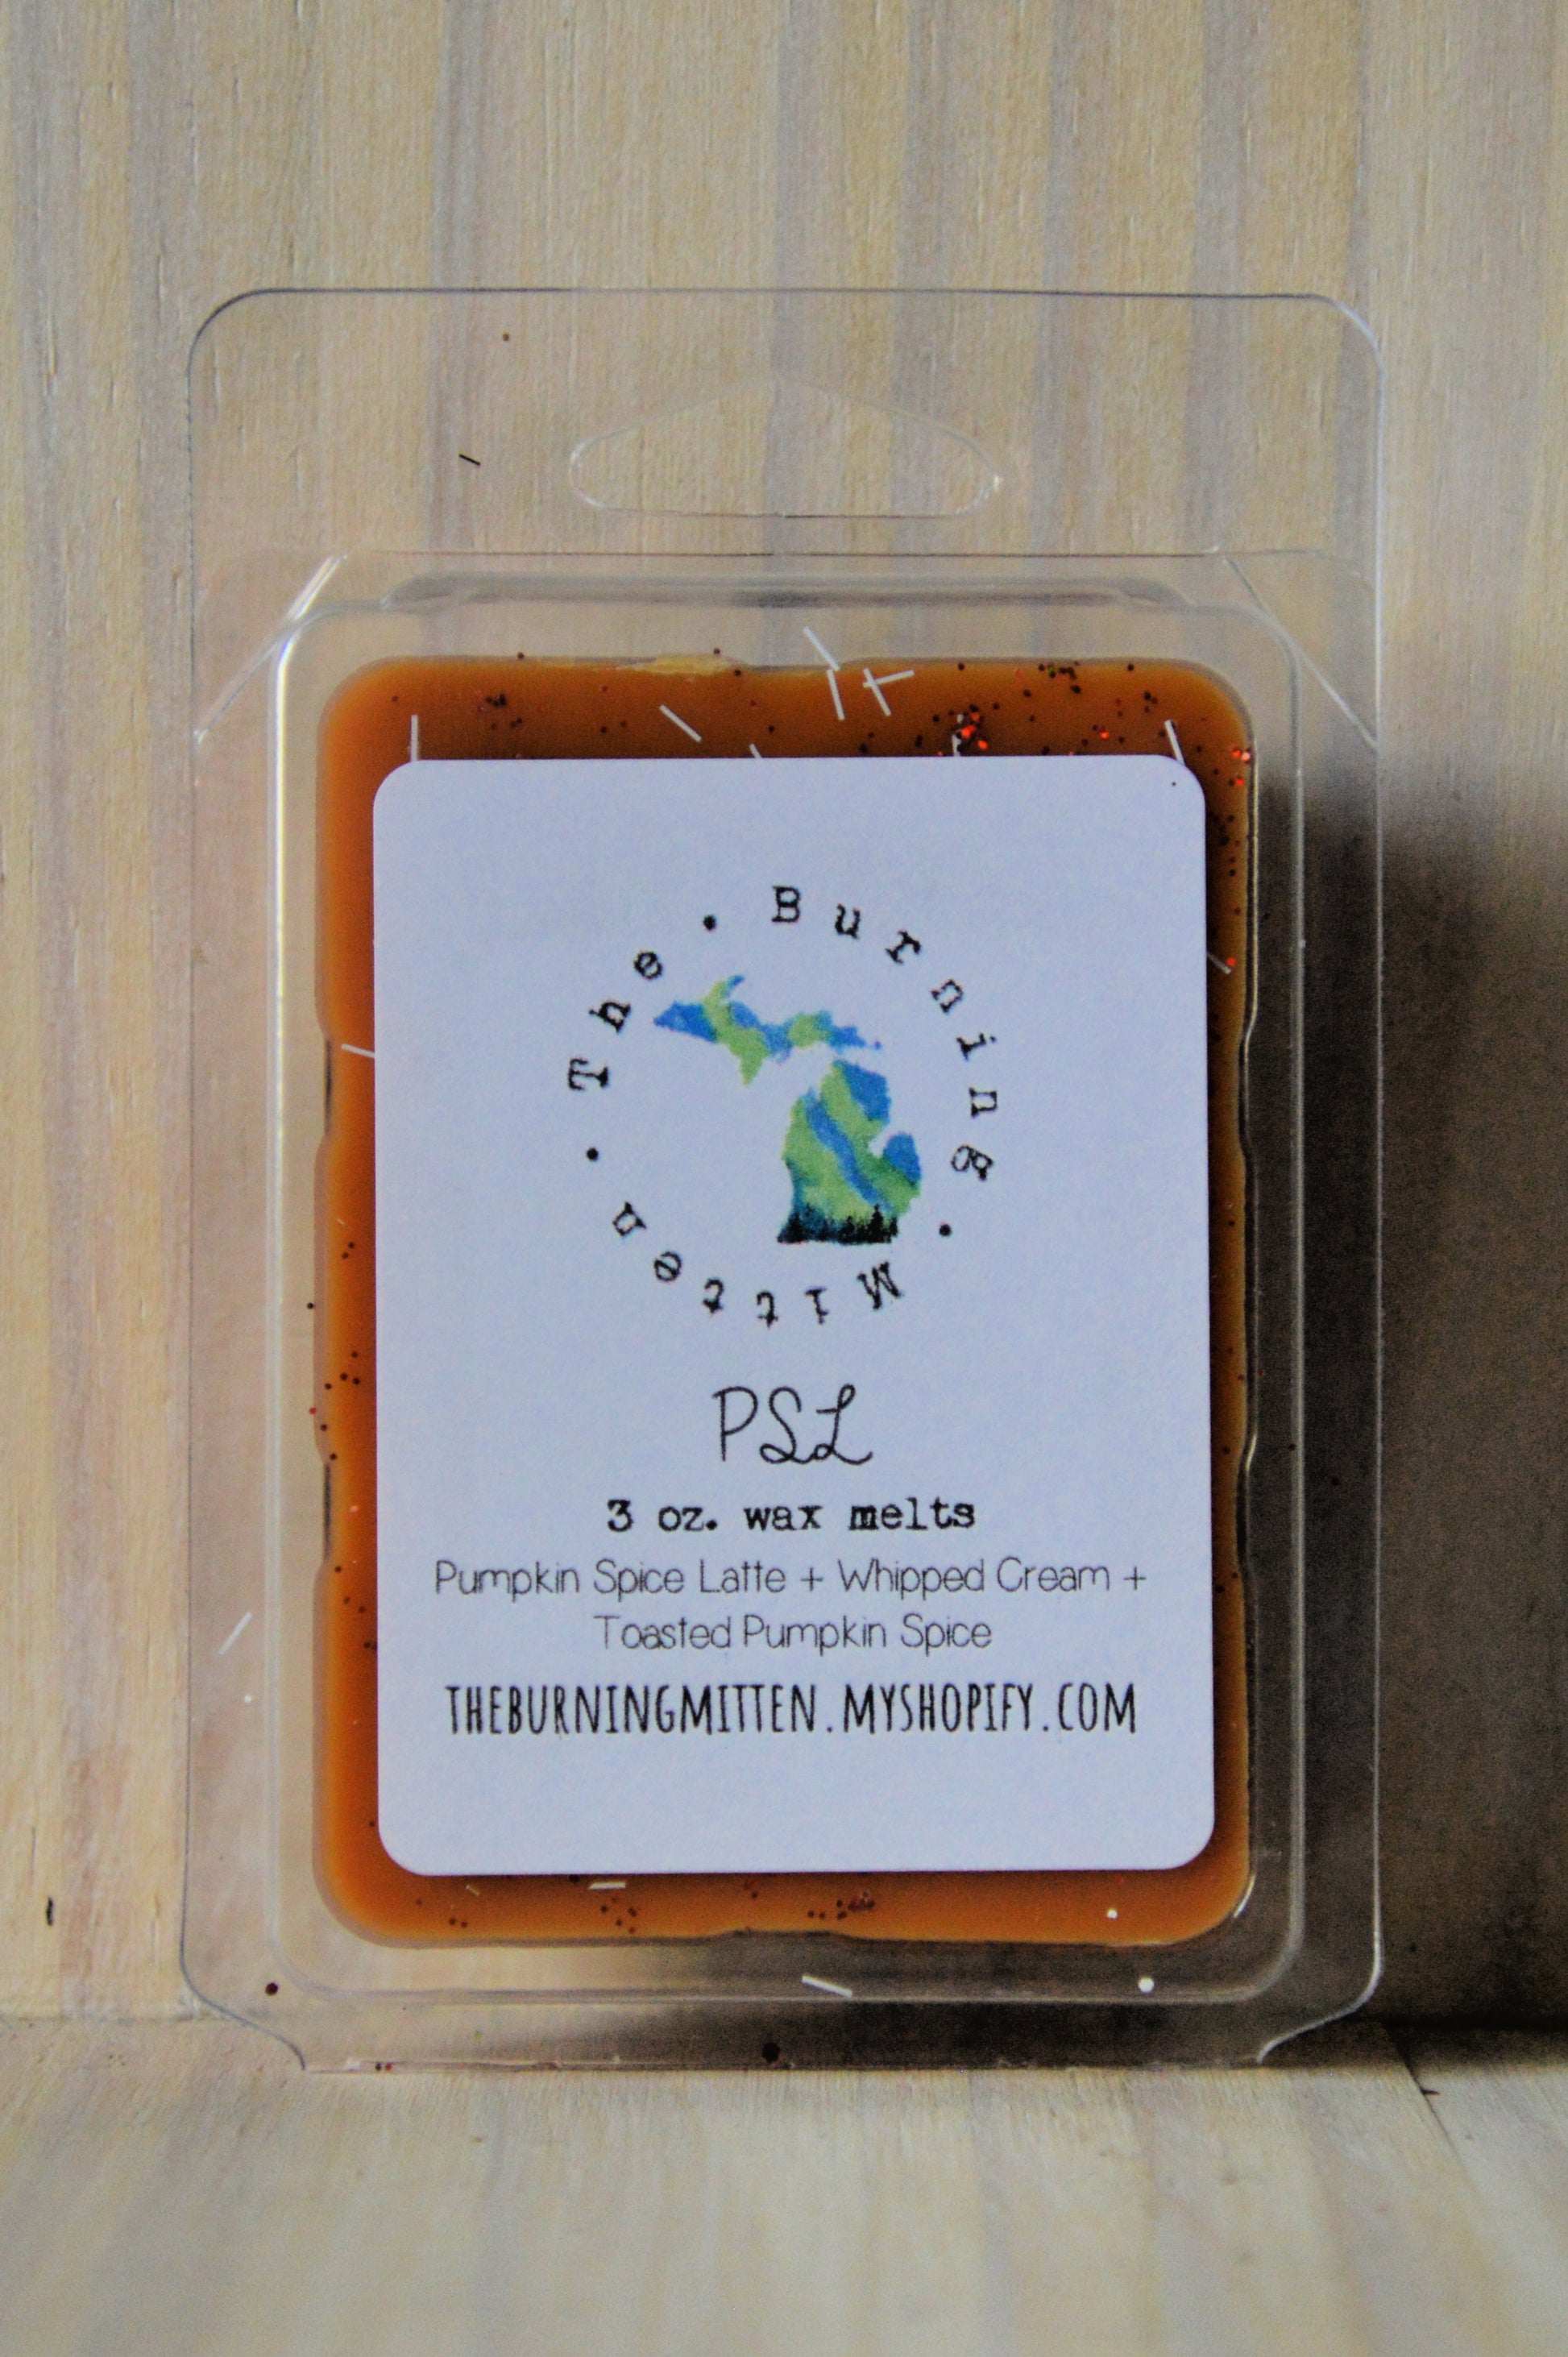 The · Burning · Mitten ·
PSL
3 oz. wax melts
Pumpkin Spice Latte + Whipped Cream +
Toasted Pumpkin Spice
THEBURNINGMITTEN.MYSHOPIFY.COM